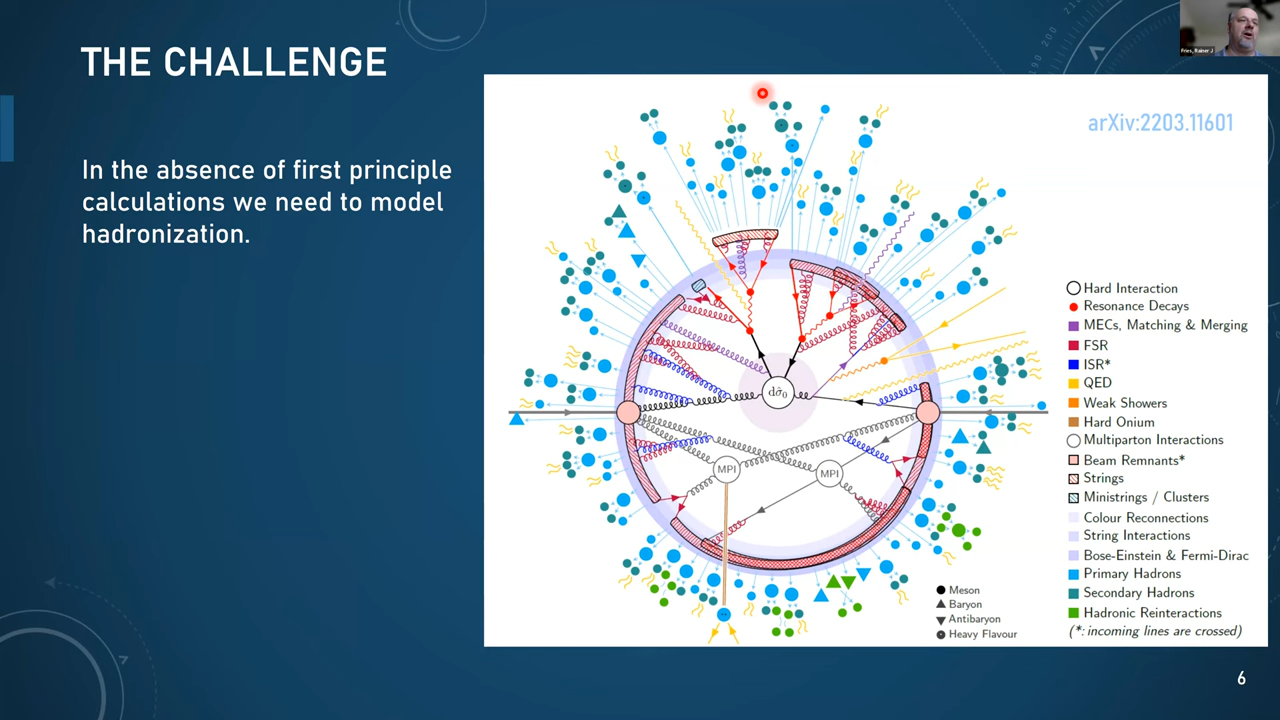 THE CHALLENGE
Fries, Rainer J
In the absence of first principle
calculations we need to model
hadronization.
arXiv:2203.11601
dσ̂₀
MPI
MPI
Hard Interaction
Resonance Decays
MECs, Matching & Merging
FSR
ISR*
QED
Weak Showers
Hard Onium
Multiparton Interactions
Beam Remnants*
Strings
Ministrings / Clusters
Colour Reconnections
String Interactions
Bose-Einstein & Fermi-Dirac
Primary Hadrons
Secondary Hadrons
Hadronic Reinteractions
(*: incoming lines are crossed)
Meson
Baryon
Antibaryon
Heavy Flavour
6